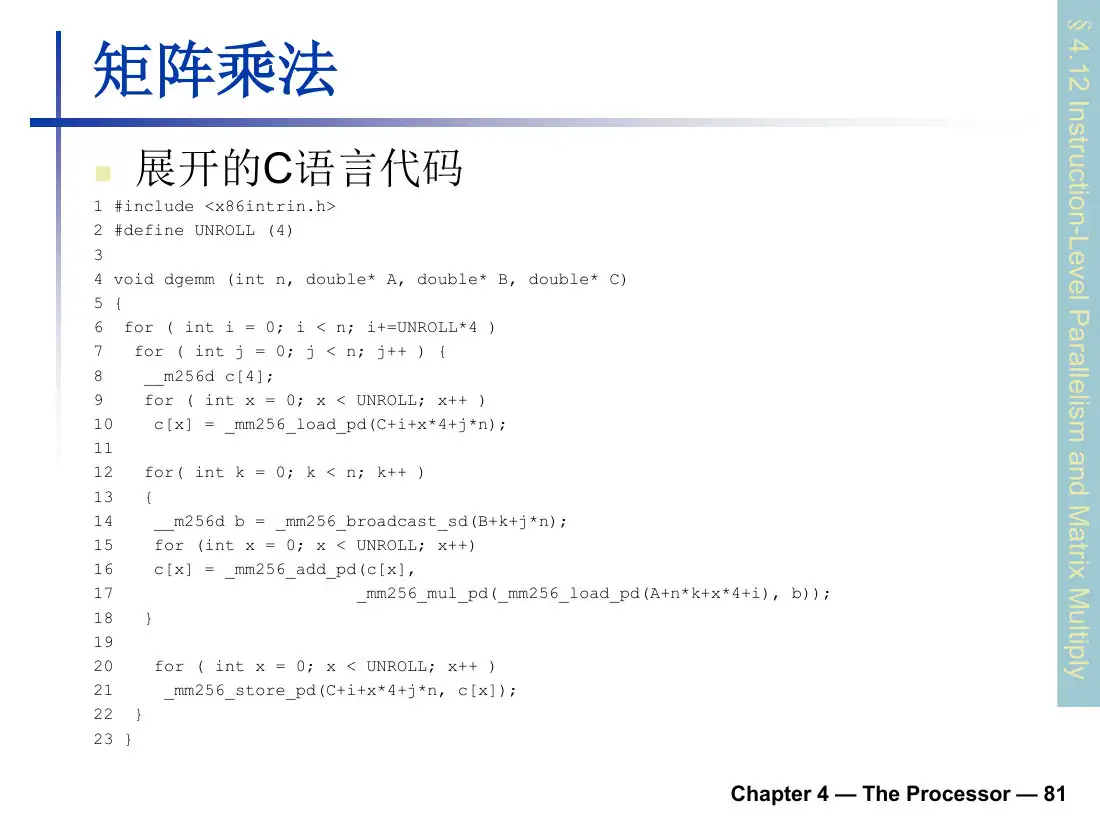 矩阵乘法
展开的C语言代码
1 #include <x86intrin.h>
2 #define UNROLL (4)
3
4 void dgemm (int n, double* A, double* B, double* C)
5 {
6  for ( int i = 0; i < n; i+=UNROLL*4 )
7   for ( int j = 0; j < n; j++ ) {
8    __m256d c[4];
9    for ( int x = 0; x < UNROLL; x++ )
10    c[x] = _mm256_load_pd(C+i+x*4+j*n);
11
12   for( int k = 0; k < n; k++ )
13   {
14    __m256d b = _mm256_broadcast_sd(B+k+j*n);
15    for (int x = 0; x < UNROLL; x++)
16    c[x] = _mm256_add_pd(c[x],
17                        _mm256_mul_pd(_mm256_load_pd(A+n*k+x*4+i), b));
18   }
19
20    for ( int x = 0; x < UNROLL; x++ )
21     _mm256_store_pd(C+i+x*4+j*n, c[x]);
22  }
23 }
§4.12 Instruction-Level Parallelism and Matrix Multiply
Chapter 4 — The Processor — 81